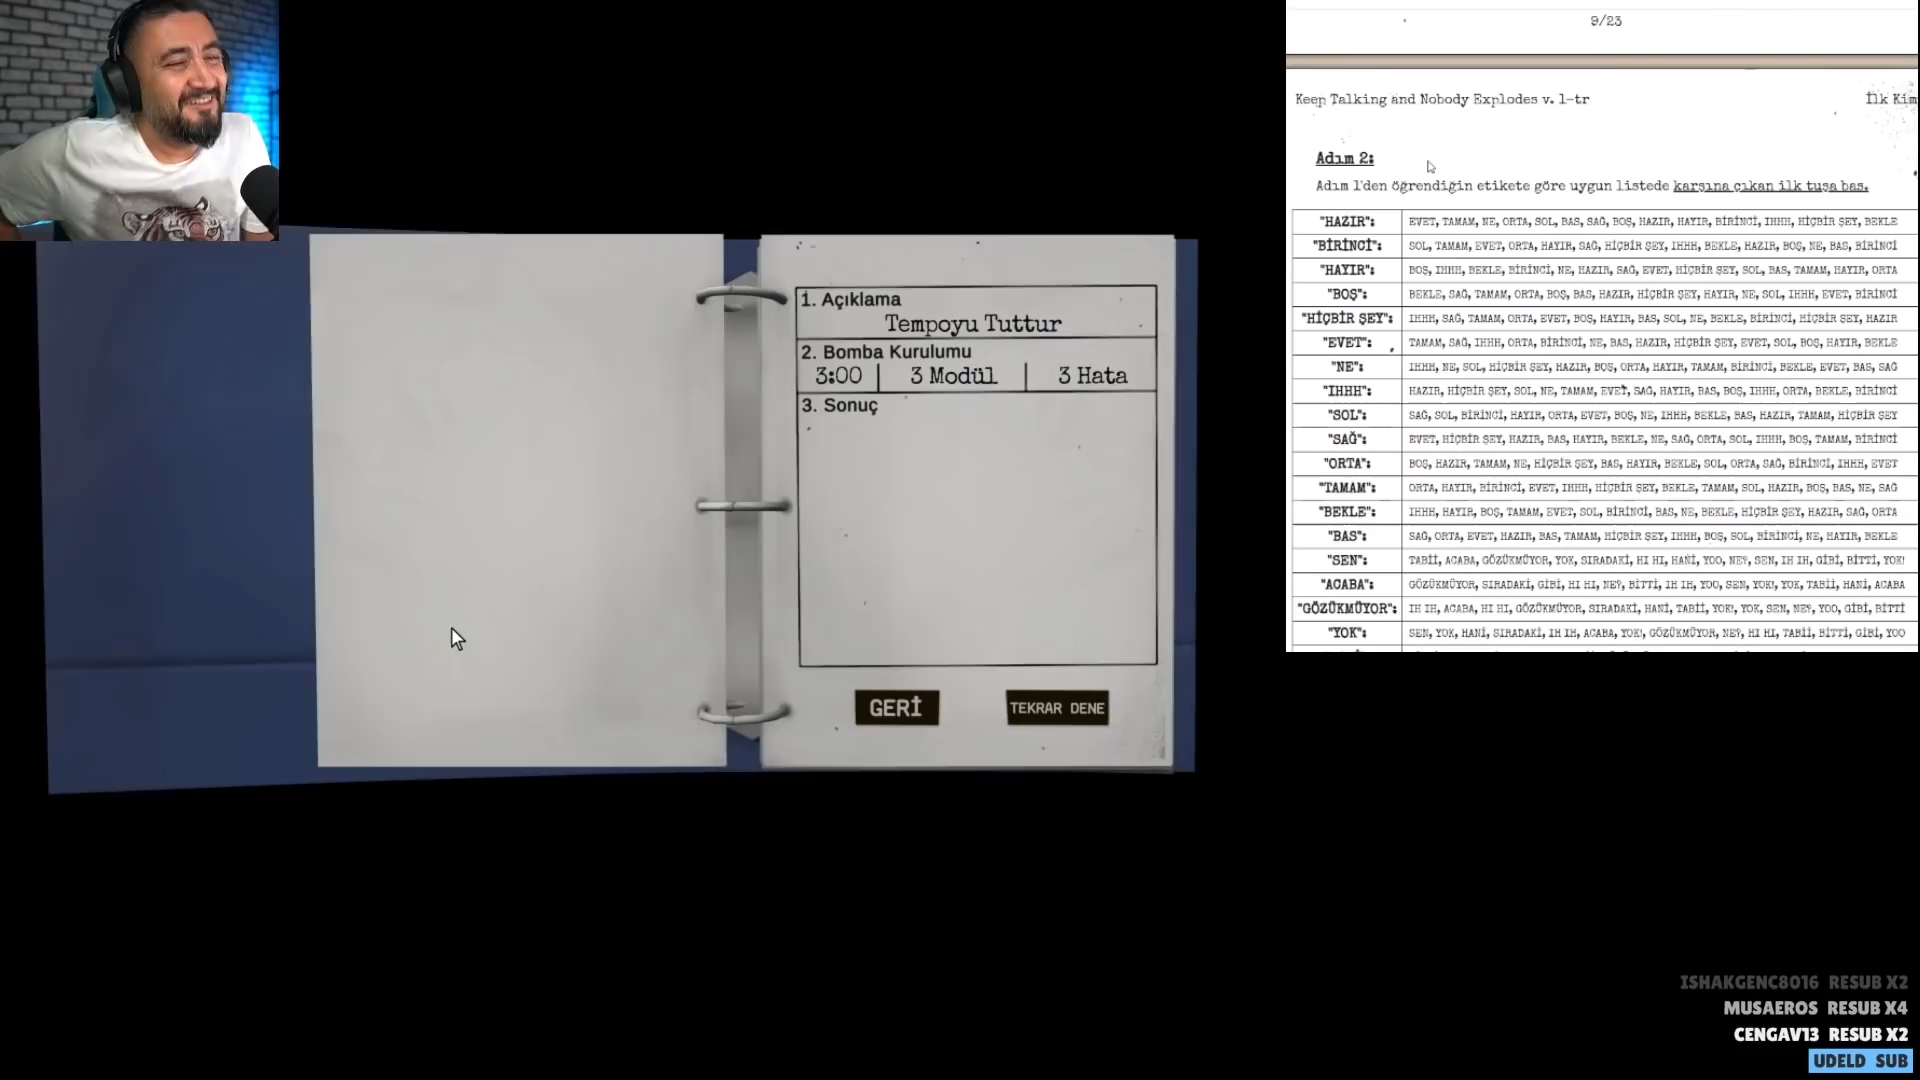 1. Açıklama
Tempoyu Tuttur
2. Bomba Kurulumu
3:00 | 3 Modül | 3 Hata
3. Sonuç
GERİ
TEKRAR DENE
9/23
Keep Talking and Nobody Explodes v. 1-tr
İlk Kim
Adım 2:
Adım 1'den öğrendiğin etikete göre uygun listede karşına çıkan ilk tuşa bas.
"HAZIR": EVET, TAMAM, NE, ORTA, SOL, BAS, SAĞ, BOŞ, HAZIR, HAYIR, BİRİNCİ, IHHH, HİÇBİR ŞEY, BEKLE
"BİRİNCİ": SOL, TAMAM, EVET, ORTA, HAYIR, SAĞ, HİÇBİR ŞEY, IHHH, BEKLE, HAZIR, BOŞ, NE, BAS, BİRİNCİ
"HAYIR": BOŞ, IHHH, BEKLE, BİRİNCİ, NE, HAZIR, SAĞ, EVET, HİÇBİR ŞEY, SOL, BAS, TAMAM, HAYIR, ORTA
"BOŞ": BEKLE, SAĞ, TAMAM, ORTA, BOŞ, BAS, HAZIR, HİÇBİR ŞEY, HAYIR, NE, SOL, IHHH, EVET, BİRİNCİ
"HİÇBİR ŞEY": IHHH, SAĞ, TAMAM, ORTA, EVET, BOŞ, HAYIR, BAS, SOL, NE, BEKLE, BİRİNCİ, HİÇBİR ŞEY, HAZIR
"EVET": TAMAM, SAĞ, IHHH, ORTA, BİRİNCİ, NE, BAS, HAZIR, HİÇBİR ŞEY, EVET, SOL, BOŞ, HAYIR, BEKLE
"NE": IHHH, NE, SOL, HİÇBİR ŞEY, HAZIR, BOŞ, ORTA, HAYIR, TAMAM, BİRİNCİ, BEKLE, EVET, BAS, SAĞ
"IHHH": HAZIR, HİÇBİR ŞEY, SOL, NE, TAMAM, EVET, SAĞ, HAYIR, BAS, BOŞ, IHHH, ORTA, BEKLE, BİRİNCİ
"SOL": SAĞ, SOL, BİRİNCİ, HAYIR, ORTA, EVET, BOŞ, NE, IHHH, BEKLE, BAS, HAZIR, TAMAM, HİÇBİR ŞEY
"SAĞ": EVET, HİÇBİR ŞEY, HAZIR, BAS, HAYIR, BEKLE, NE, SAĞ, ORTA, SOL, IHHH, BOŞ, TAMAM, BİRİNCİ
"ORTA": BOŞ, HAZIR, TAMAM, NE, HİÇBİR ŞEY, BAS, HAYIR, BEKLE, SOL, ORTA, SAĞ, BİRİNCİ, IHHH, EVET
"TAMAM": ORTA, HAYIR, BİRİNCİ, EVET, IHHH, HİÇBİR ŞEY, BEKLE, TAMAM, SOL, HAZIR, BOŞ, BAS, NE, SAĞ
"BEKLE": IHHH, HAYIR, BOŞ, TAMAM, EVET, SOL, BİRİNCİ, BAS, NE, BEKLE, HİÇBİR ŞEY, HAZIR, SAĞ, ORTA
"BAS": SAĞ, ORTA, EVET, HAZIR, BAS, TAMAM, HİÇBİR ŞEY, IHHH, BOŞ, SOL, BİRİNCİ, NE, HAYIR, BEKLE
"SEN": TABİİ, ACABA, GÖZÜKMÜYOR, YOK, SIRADAKİ, HI HI, HANİ, YOO, NE?, SEN, IH IH, GİBİ, BİTTİ, YOK!
"ACABA": GÖZÜKMÜYOR, SIRADAKİ, GİBİ, HI HI, NE?, BİTTİ, IH IH, YOO, SEN, YOK!, YOK, TABİİ, HANİ, ACABA
"GÖZÜKMÜYOR": IH IH, ACABA, HI HI, GÖZÜKMÜYOR, SIRADAKİ, HANİ, TABİİ, YOK!, YOK, SEN, NE?, YOO, GİBİ, BİTTİ
"YOK": SEN, YOK, HANİ, SIRADAKİ, IH IH, ACABA, YOK!, GÖZÜKMÜYOR, NE?, HI HI, TABİİ, BİTTİ, GİBİ, YOO
ISHAKGENC8016 RESUB X2
MUSAEROS RESUB X4
CENGAV13 RESUB X2
UDELD SUB